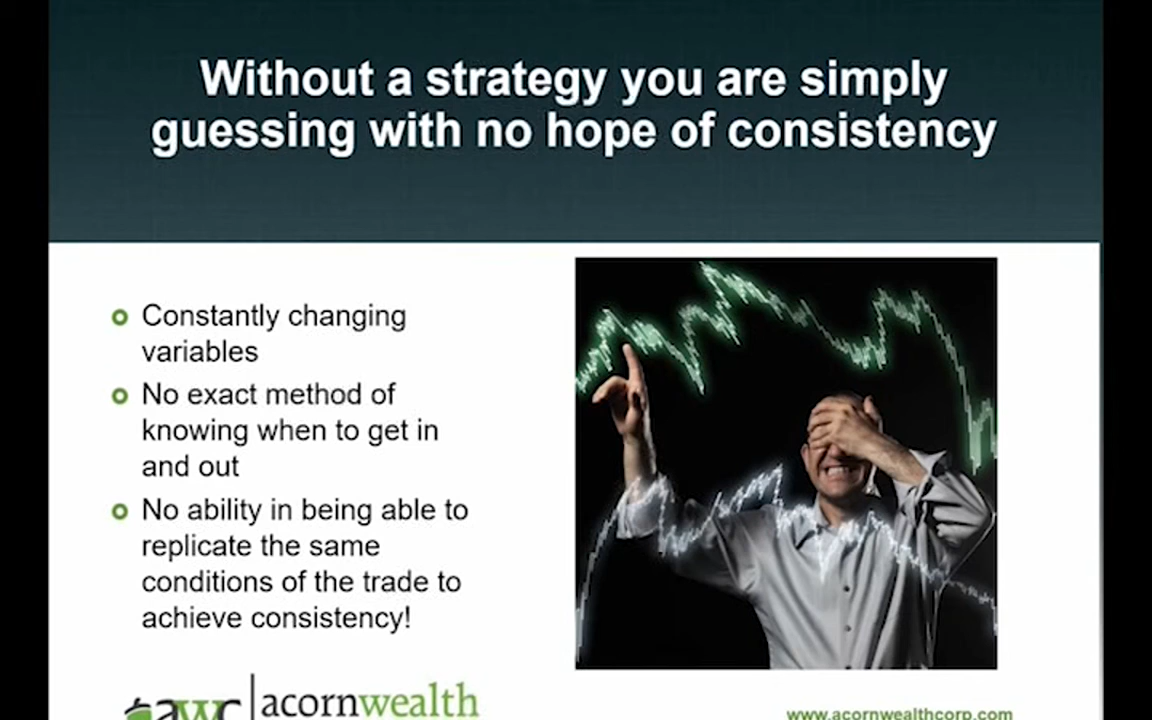 Without a strategy you are simply
guessing with no hope of consistency
Constantly changing
variables
No exact method of
knowing when to get in
and out
No ability in being able to
replicate the same
conditions of the trade to
achieve consistency!
awc acornwealth
www.acornwealthcorp.com